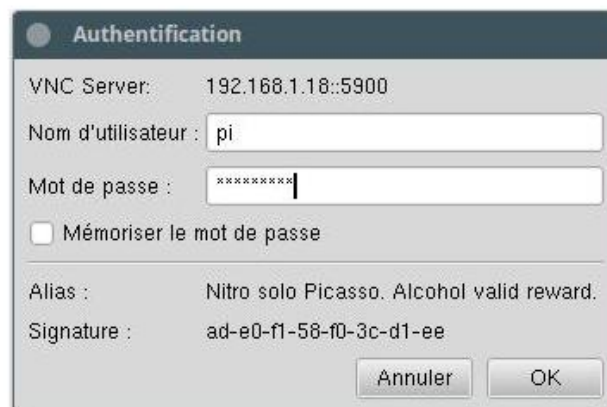 Authentification
VNC Server: 192.168.1.18::5900
Nom d'utilisateur : pi
Mot de passe : *********
Mémoriser le mot de passe
Alias : Nitro solo Picasso. Alcohol valid reward.
Signature : ad-e0-f1-58-f0-3c-d1-ee
Annuler OK